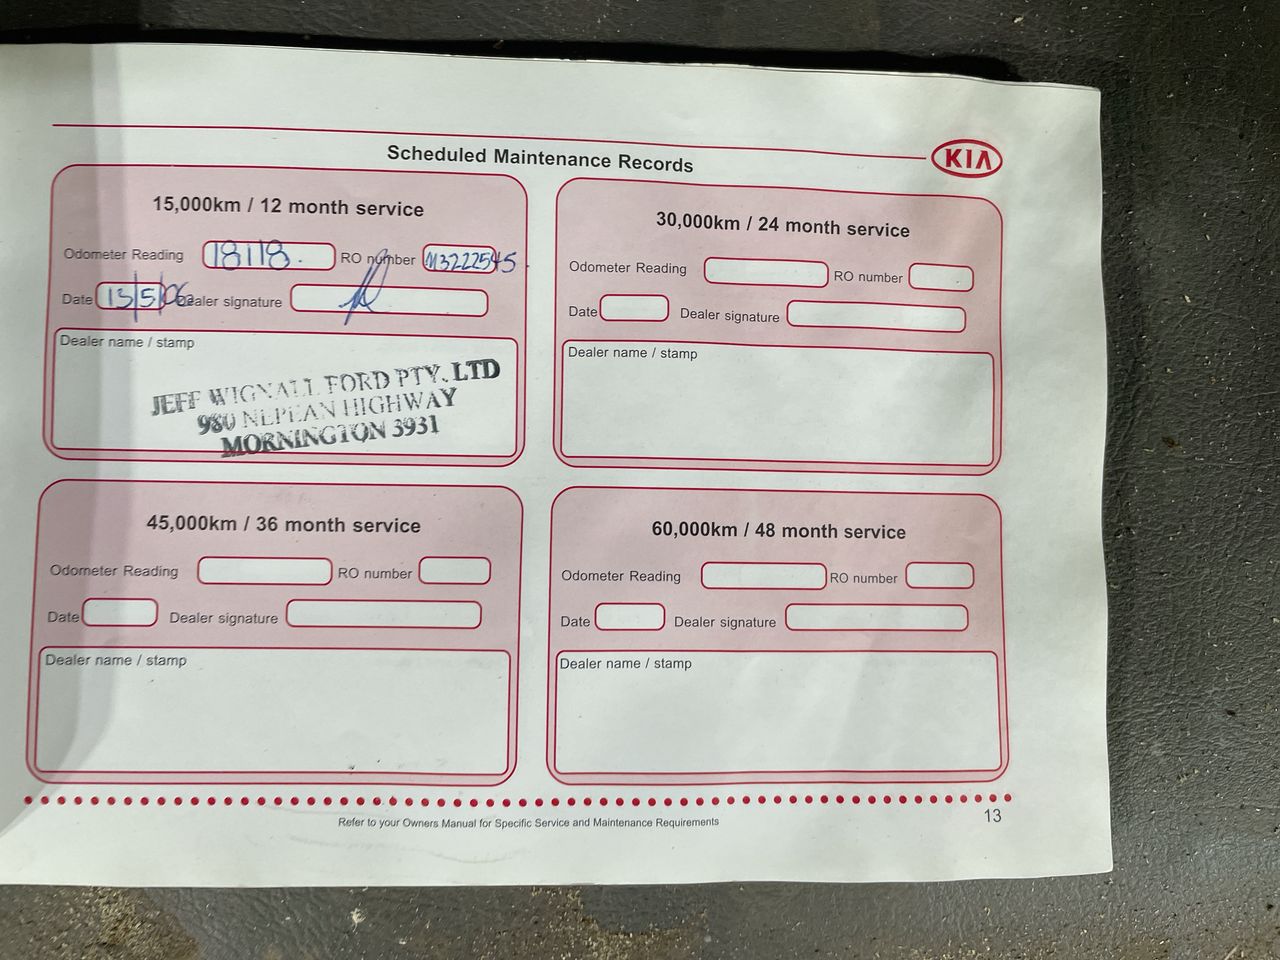 Scheduled Maintenance Records
KIA
15,000km / 12 month service
Odometer Reading 18118. RO number M3222545
Date 15/5/06 Dealer signature
Dealer name / stamp
JEFF WIGNALL FORD PTY. LTD
980 NEPEAN HIGHWAY
MORNINGTON 3931
30,000km / 24 month service
Odometer Reading RO number
Date Dealer signature
Dealer name / stamp
45,000km / 36 month service
Odometer Reading RO number
Date Dealer signature
Dealer name / stamp
60,000km / 48 month service
Odometer Reading RO number
Date Dealer signature
Dealer name / stamp
Refer to your Owners Manual for Specific Service and Maintenance Requirements
13